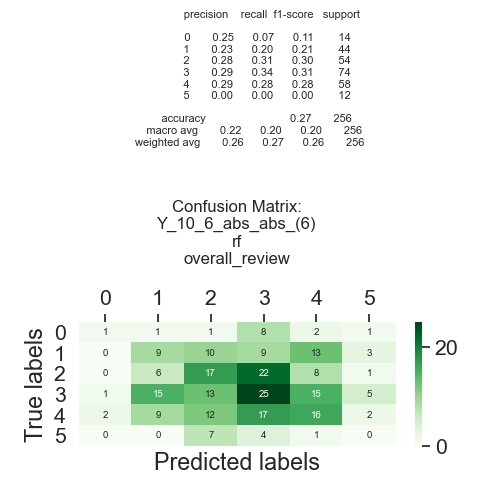 precision recall f1-score support
0 0.25 0.07 0.11 14
1 0.23 0.20 0.21 44
2 0.28 0.31 0.30 54
3 0.29 0.34 0.31 74
4 0.29 0.28 0.28 58
5 0.00 0.00 0.00 12
accuracy 0.27 256
macro avg 0.22 0.20 0.20 256
weighted avg 0.26 0.27 0.26 256
Confusion Matrix:
Y_10_6_abs_abs_(6)
rf
overall_review
0 1 2 3 4 5
0 1 1 1 8 2 1
1 0 9 10 9 13 3
2 0 6 17 22 8 1
3 1 15 13 25 15 5
4 2 9 12 17 16 2
5 0 0 7 4 1 0
True labels
Predicted labels
20
0